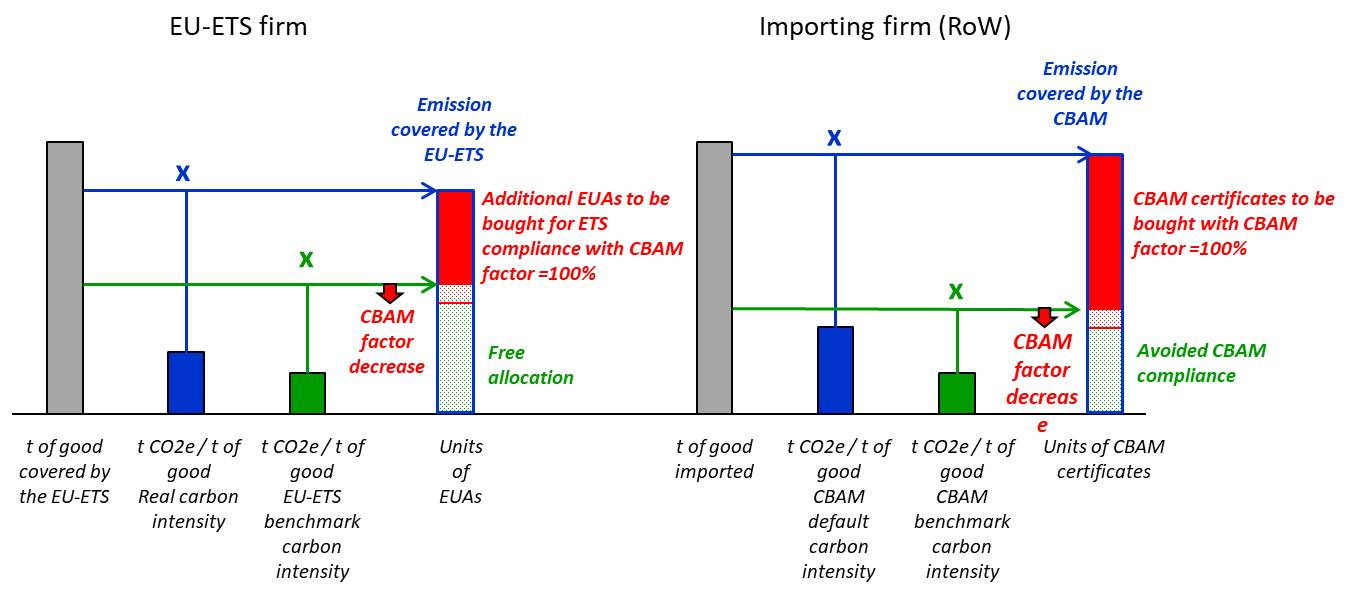 EU-ETS firm
Importing firm (RoW)
Emission
covered by the
EU-ETS
X
Additional EUAs to be
bought for ETS
compliance with CBAM
factor =100%
X
CBAM
factor
decrease
Free
allocation
t of good
covered by
the EU-ETS
t CO2e / t of
good
Real carbon
intensity
t CO2e / t of
good
EU-ETS
benchmark
carbon
intensity
Units
of
EUAs
Emission
covered by the
CBAM
X
CBAM certificates to be
bought with CBAM
factor =100%
X
CBAM
factor
decreas
e
Avoided CBAM
compliance
t of good
imported
t CO2e / t of
good
CBAM
default
carbon
intensity
t CO2e / t of
good
CBAM
benchmark
carbon
intensity
Units of CBAM
certificates